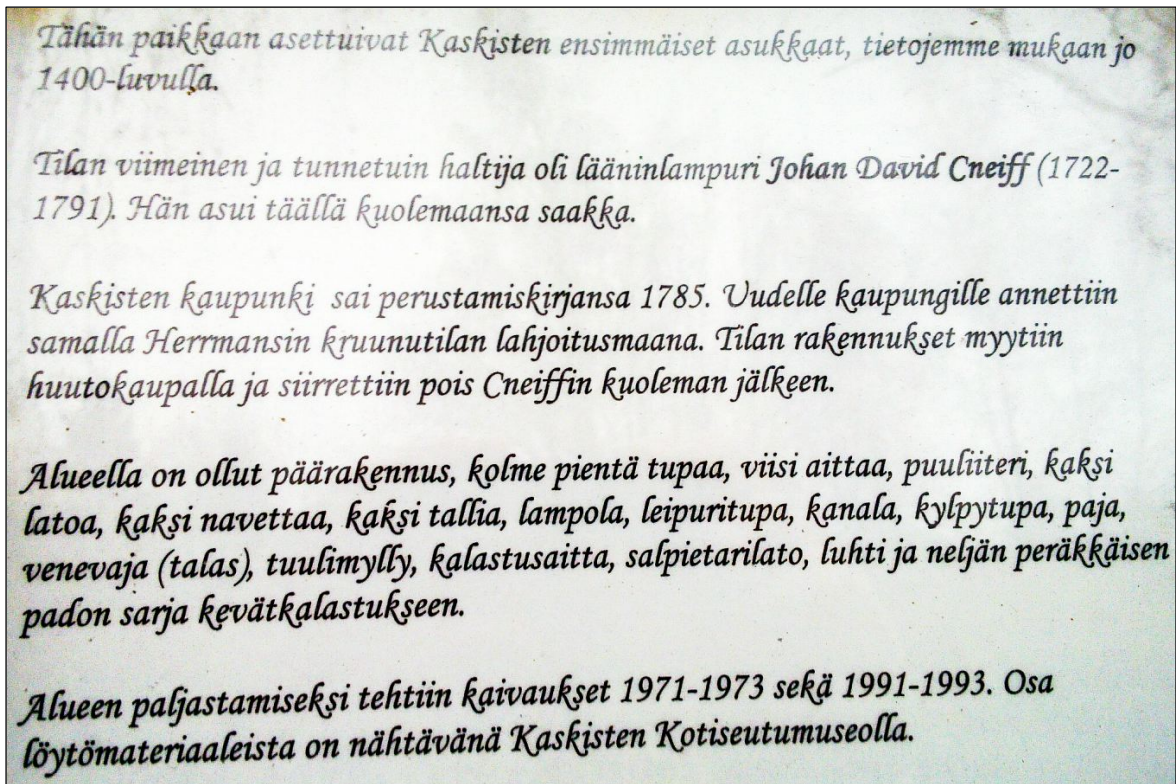 Tähän paikkaan asettuivat Kaskisten ensimmäiset asukkaat, tietojemme mukaan jo
1400-luvulla.
Tilan viimeinen ja tunnetuin haltija oli lääninlampuri Johan David Cneiff (1722-
1791). Hän asui täällä kuolemaansa saakka.
Kaskisten kaupunki sai perustamiskirjansa 1785. Uudelle kaupungille annettiin
samalla Herrmansin kruunutilan lahjoitusmaana. Tilan rakennukset myytiin
huutokaupalla ja siirrettiin pois Cneiffin kuoleman jälkeen.
Alueella on ollut päärakennus, kolme pientä tupaa, viisi aittaa, puuliiteri, kaksi
latoa, kaksi navettaa, kaksi tallia, lampola, leipuritupa, kanala, kylpytupa, paja,
venevaja (talas), tuulimylly, kalastusaitta, salpietarilato, luhti ja neljän peräkkäisen
padon sarja kevätkalastukseen.
Alueen paljastamiseksi tehtiin kaivaukset 1971-1973 sekä 1991-1993. Osa
löytömateriaaleista on nähtävänä Kaskisten Kotiseutumuseolla.